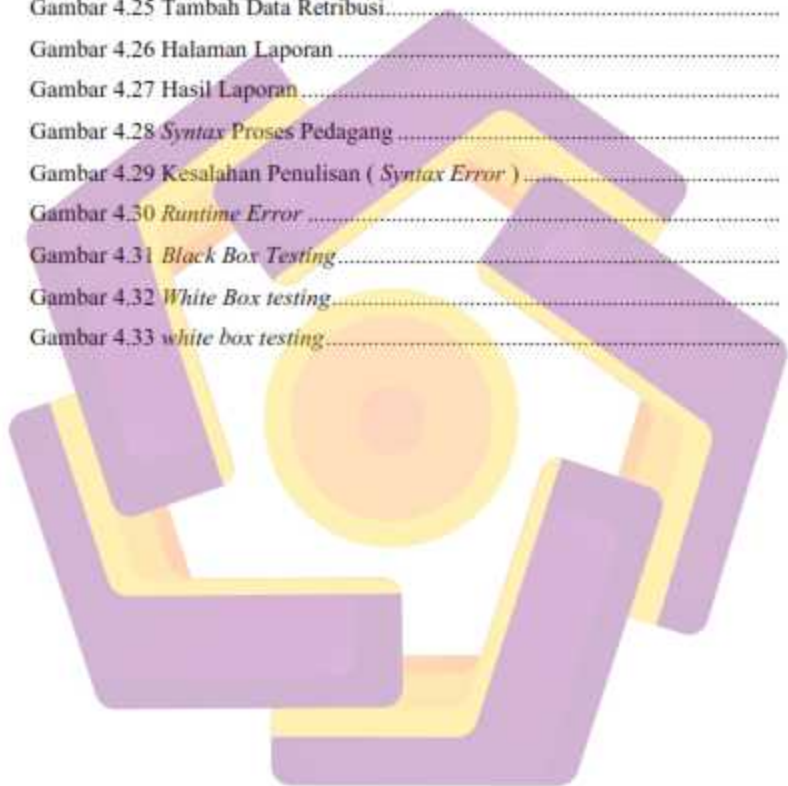 Gambar 4.25 Tambah Data Retribusi....................................................................
Gambar 4.26 Halaman Laporan..............................................................................
Gambar 4.27 Hasil Laporan....................................................................................
Gambar 4.28 Syntax Proses Pedagang..................................................................
Gambar 4.29 Kesalahan Penulisan ( Syntax Error )..............................................
Gambar 4.30 Runtime Error...................................................................................
Gambar 4.31 Black Box Testing.............................................................................
Gambar 4.32 White Box testing..............................................................................
Gambar 4.33 white box testing...............................................................................